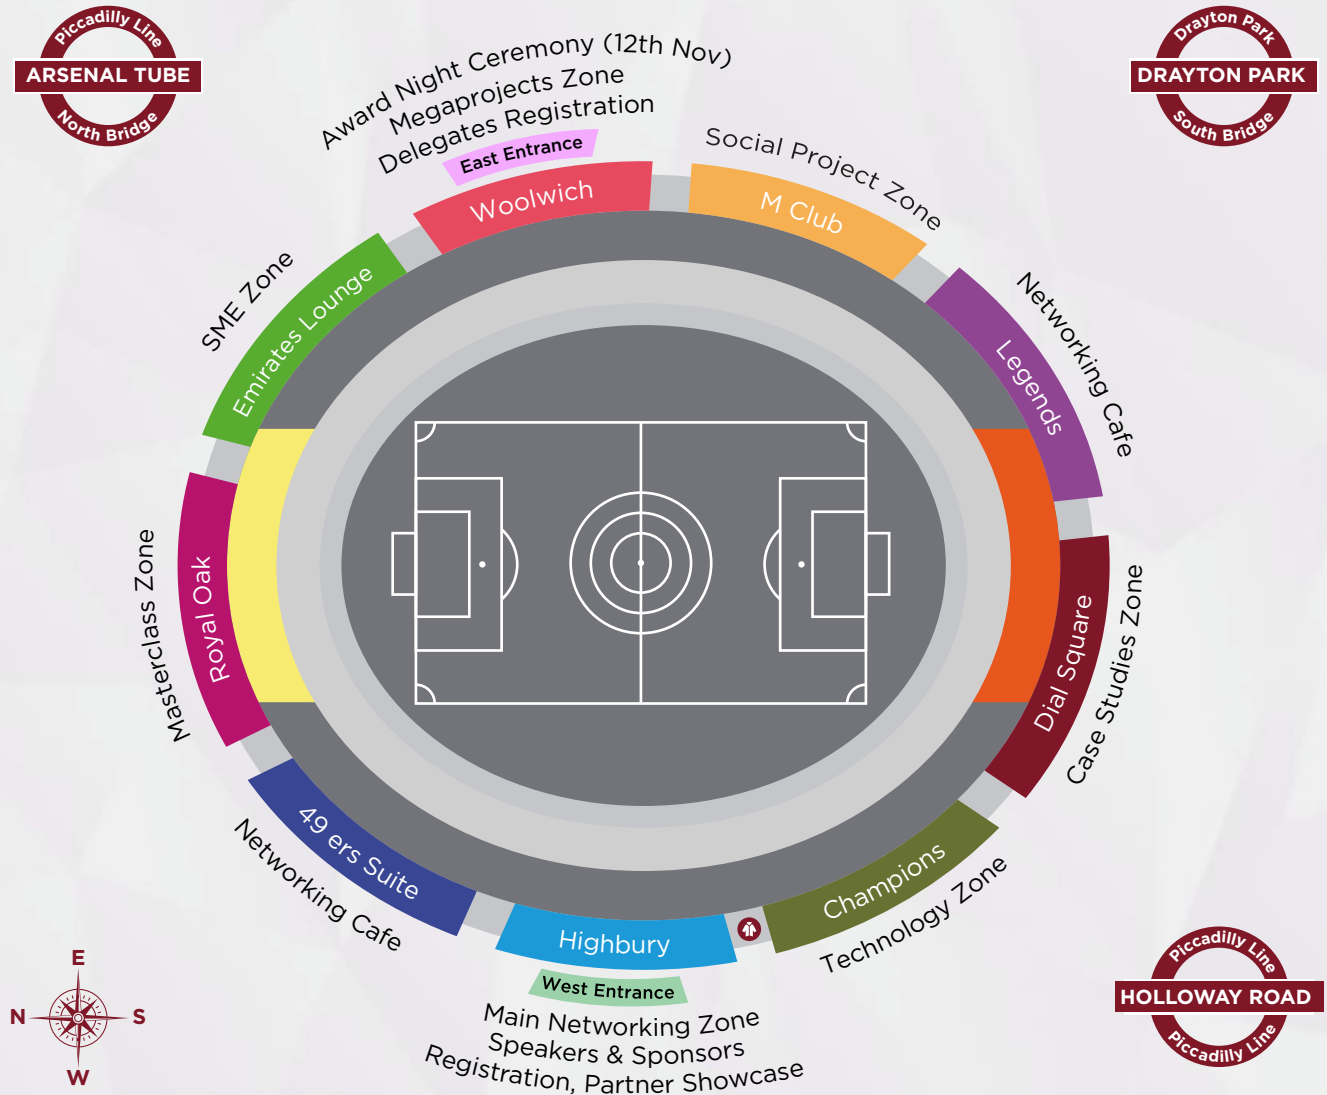 Piccadilly Line
ARSENAL TUBE
North Bridge
Drayton Park
DRAYTON PARK
South Bridge
Award Night Ceremony (12th Nov)
Megaprojects Zone
Delegates Registration
East Entrance
Woolwich
Social Project Zone
M Club
SME Zone
Emirates Lounge
Networking Cafe
Legends
Masterclass Zone
Royal Oak
Dial Square
Case Studies Zone
49 ers Suite
Networking Cafe
Champions
Technology Zone
Highbury
West Entrance
Main Networking Zone
Speakers & Sponsors
Registration, Partner Showcase
E
N
S
W
Piccadilly Line
HOLLOWAY ROAD
Piccadilly Line